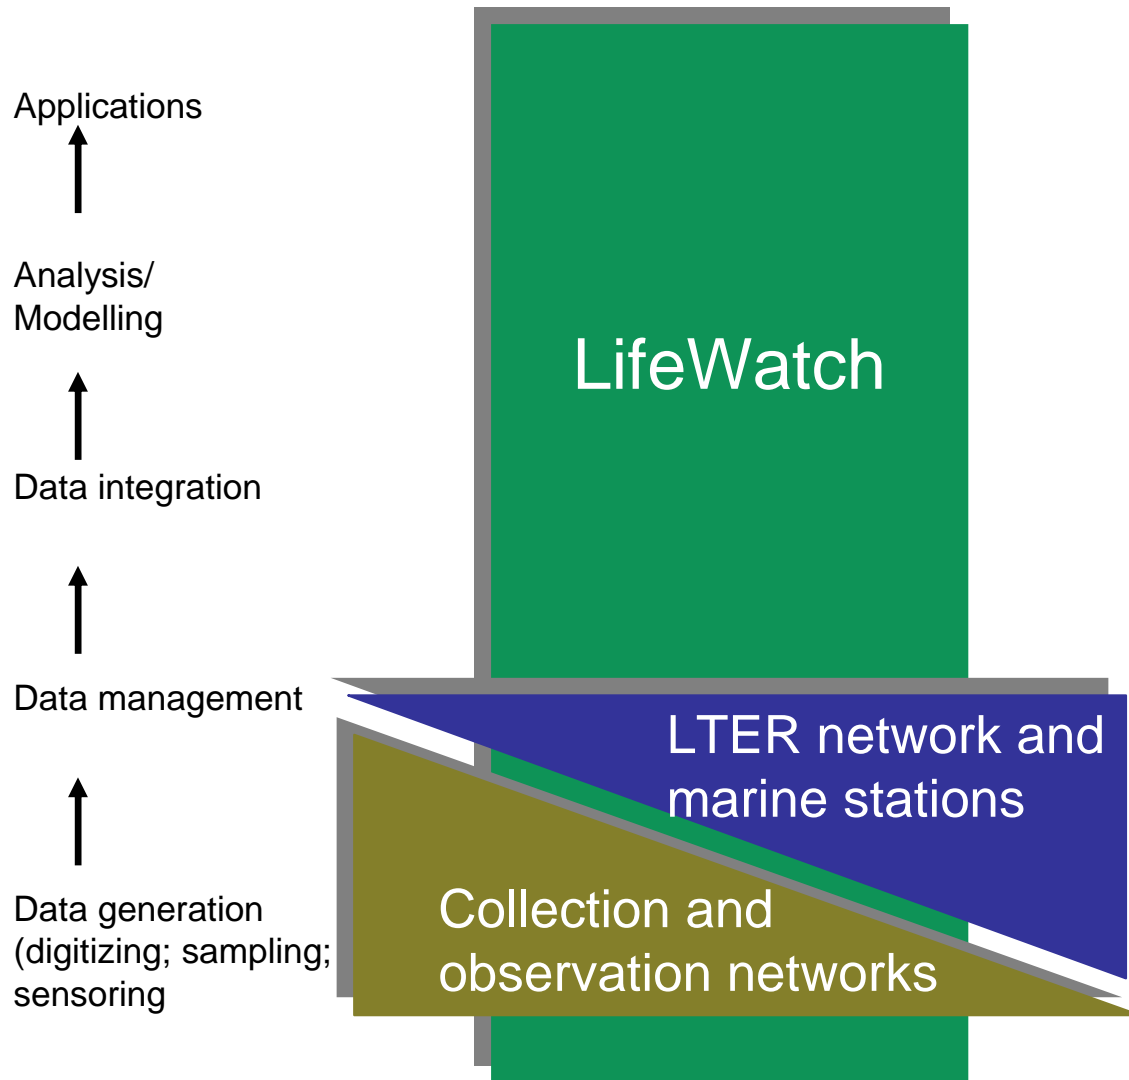 Applications
Analysis/
Modelling
LifeWatch
Data integration
Data management
LTER network and
marine stations
Data generation
(digitizing; sampling;
sensoring
Collection and
observation networks